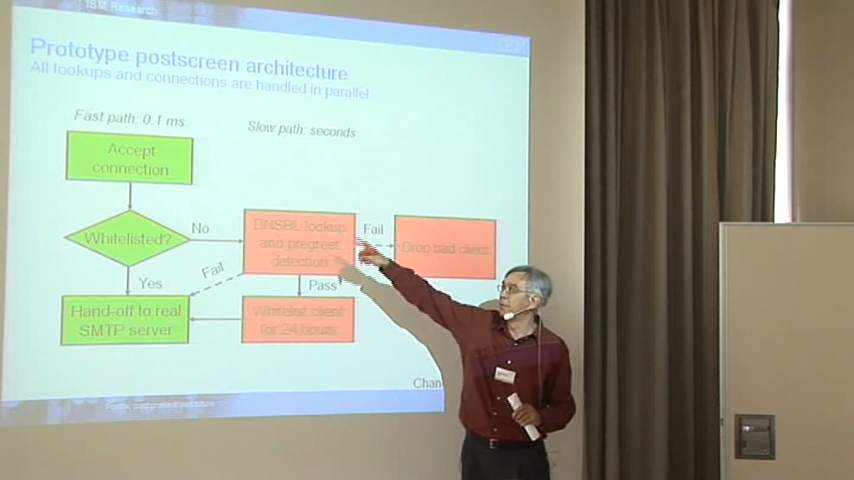 IBM Research
IBM
Prototype postscreen architecture
All lookups and connections are handled in parallel
Fast path: 0.1 ms
Slow path: seconds
Accept
connection
Whitelisted?
No
DNSBL lookup
and pregreet
detection
Fail
Drop bad client
Yes
Fail
Pass
Hand-off to real
SMTP server
Whitelist client
for 24 hours
Chan